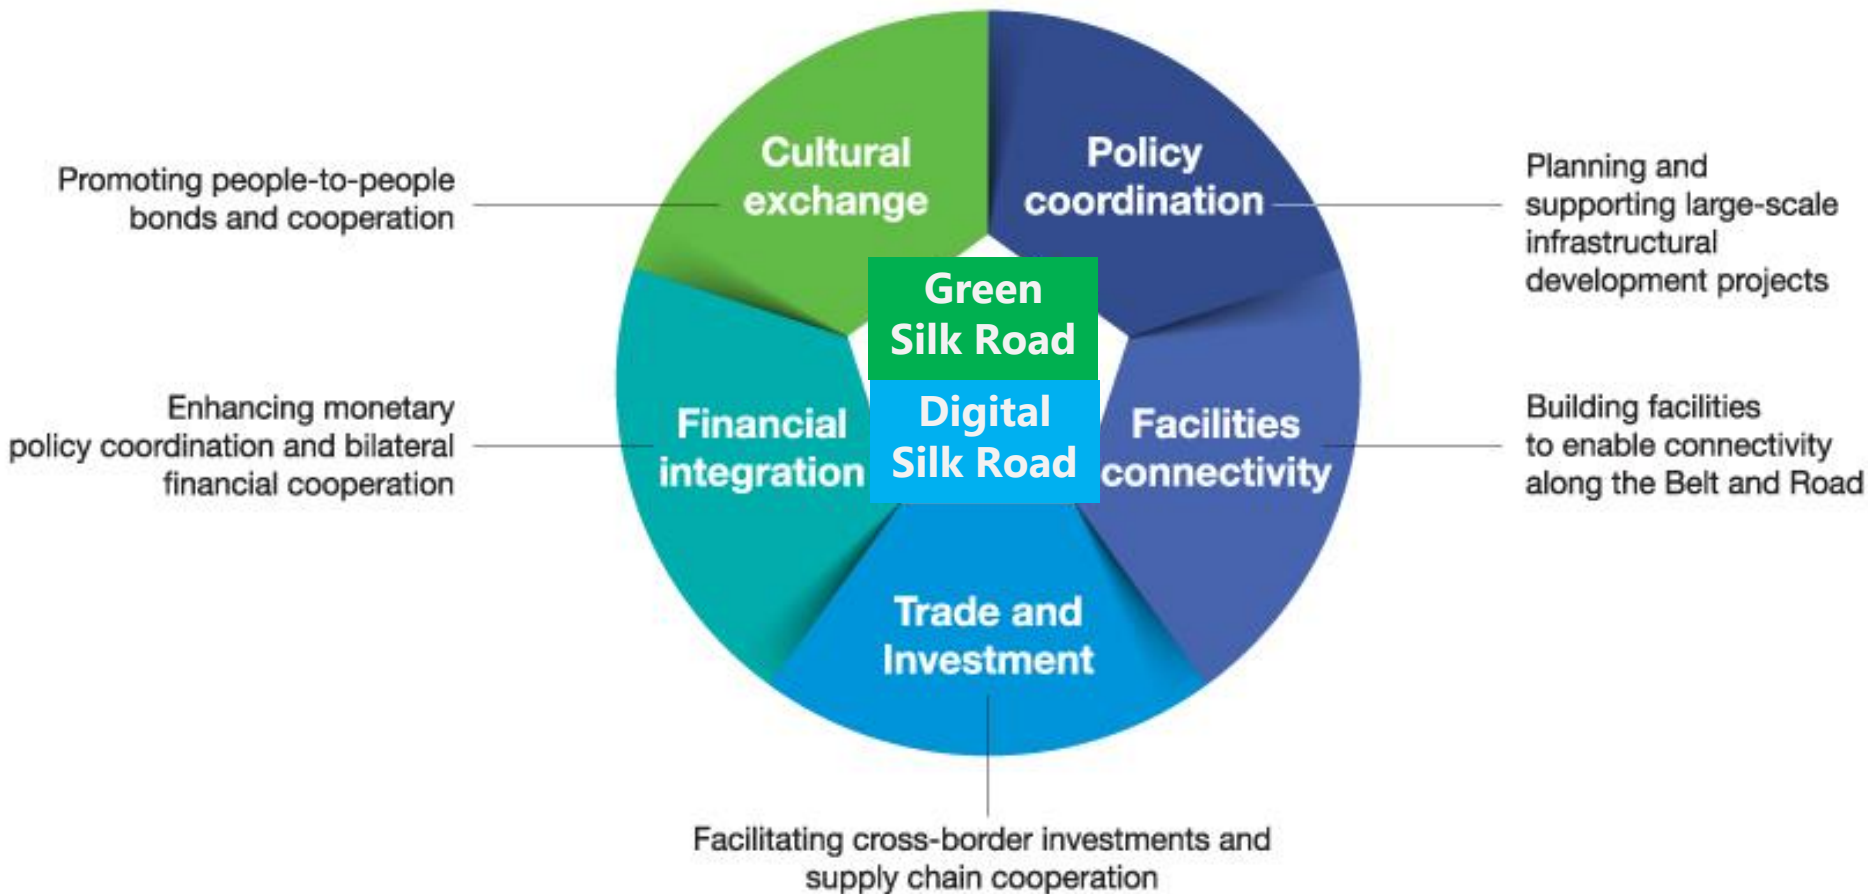 Cultural
exchange
Policy
coordination
Promoting people-to-people
bonds and cooperation
Planning and
supporting large-scale
infrastructural
development projects
Green
Silk Road
Digital
Silk Road
Enhancing monetary
policy coordination and bilateral
financial cooperation
Financial
integration
Facilities
connectivity
Building facilities
to enable connectivity
along the Belt and Road
Trade and
Investment
Facilitating cross-border investments and
supply chain cooperation